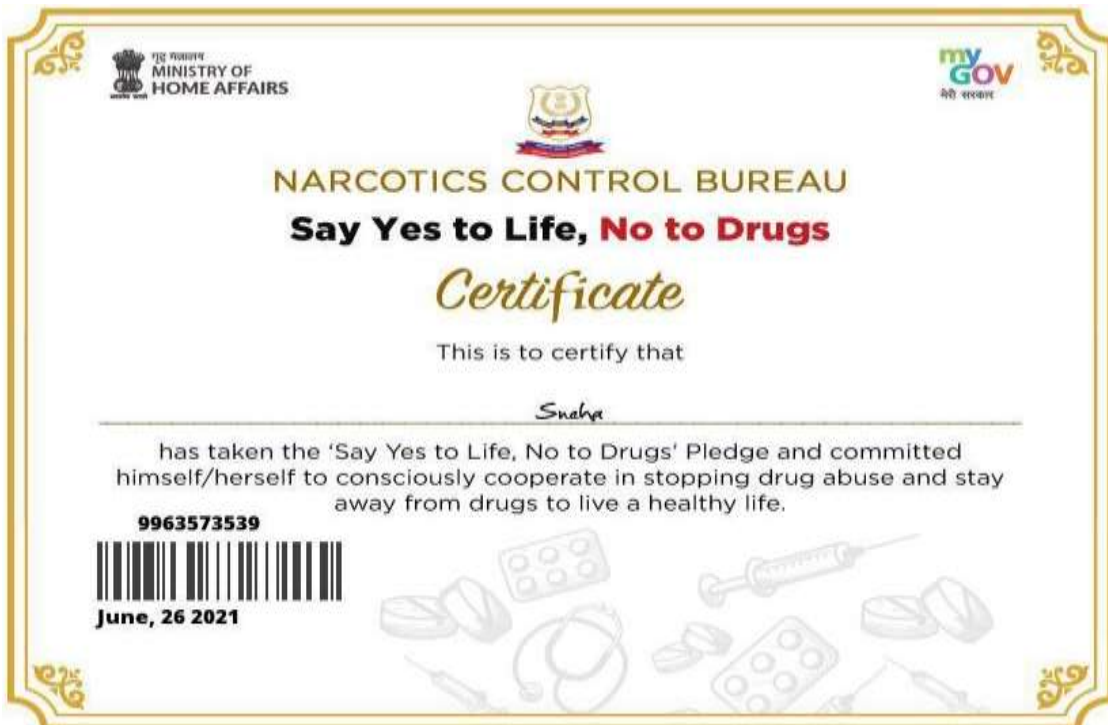 गृह मंत्रालय
MINISTRY OF
HOME AFFAIRS
my
GOV
मेरी सरकार
NARCOTICS CONTROL BUREAU
Say Yes to Life, No to Drugs
Certificate
This is to certify that
Sneha
has taken the ‘Say Yes to Life, No to Drugs’ Pledge and committed
himself/herself to consciously cooperate in stopping drug abuse and stay
away from drugs to live a healthy life.
9963573539
June, 26 2021